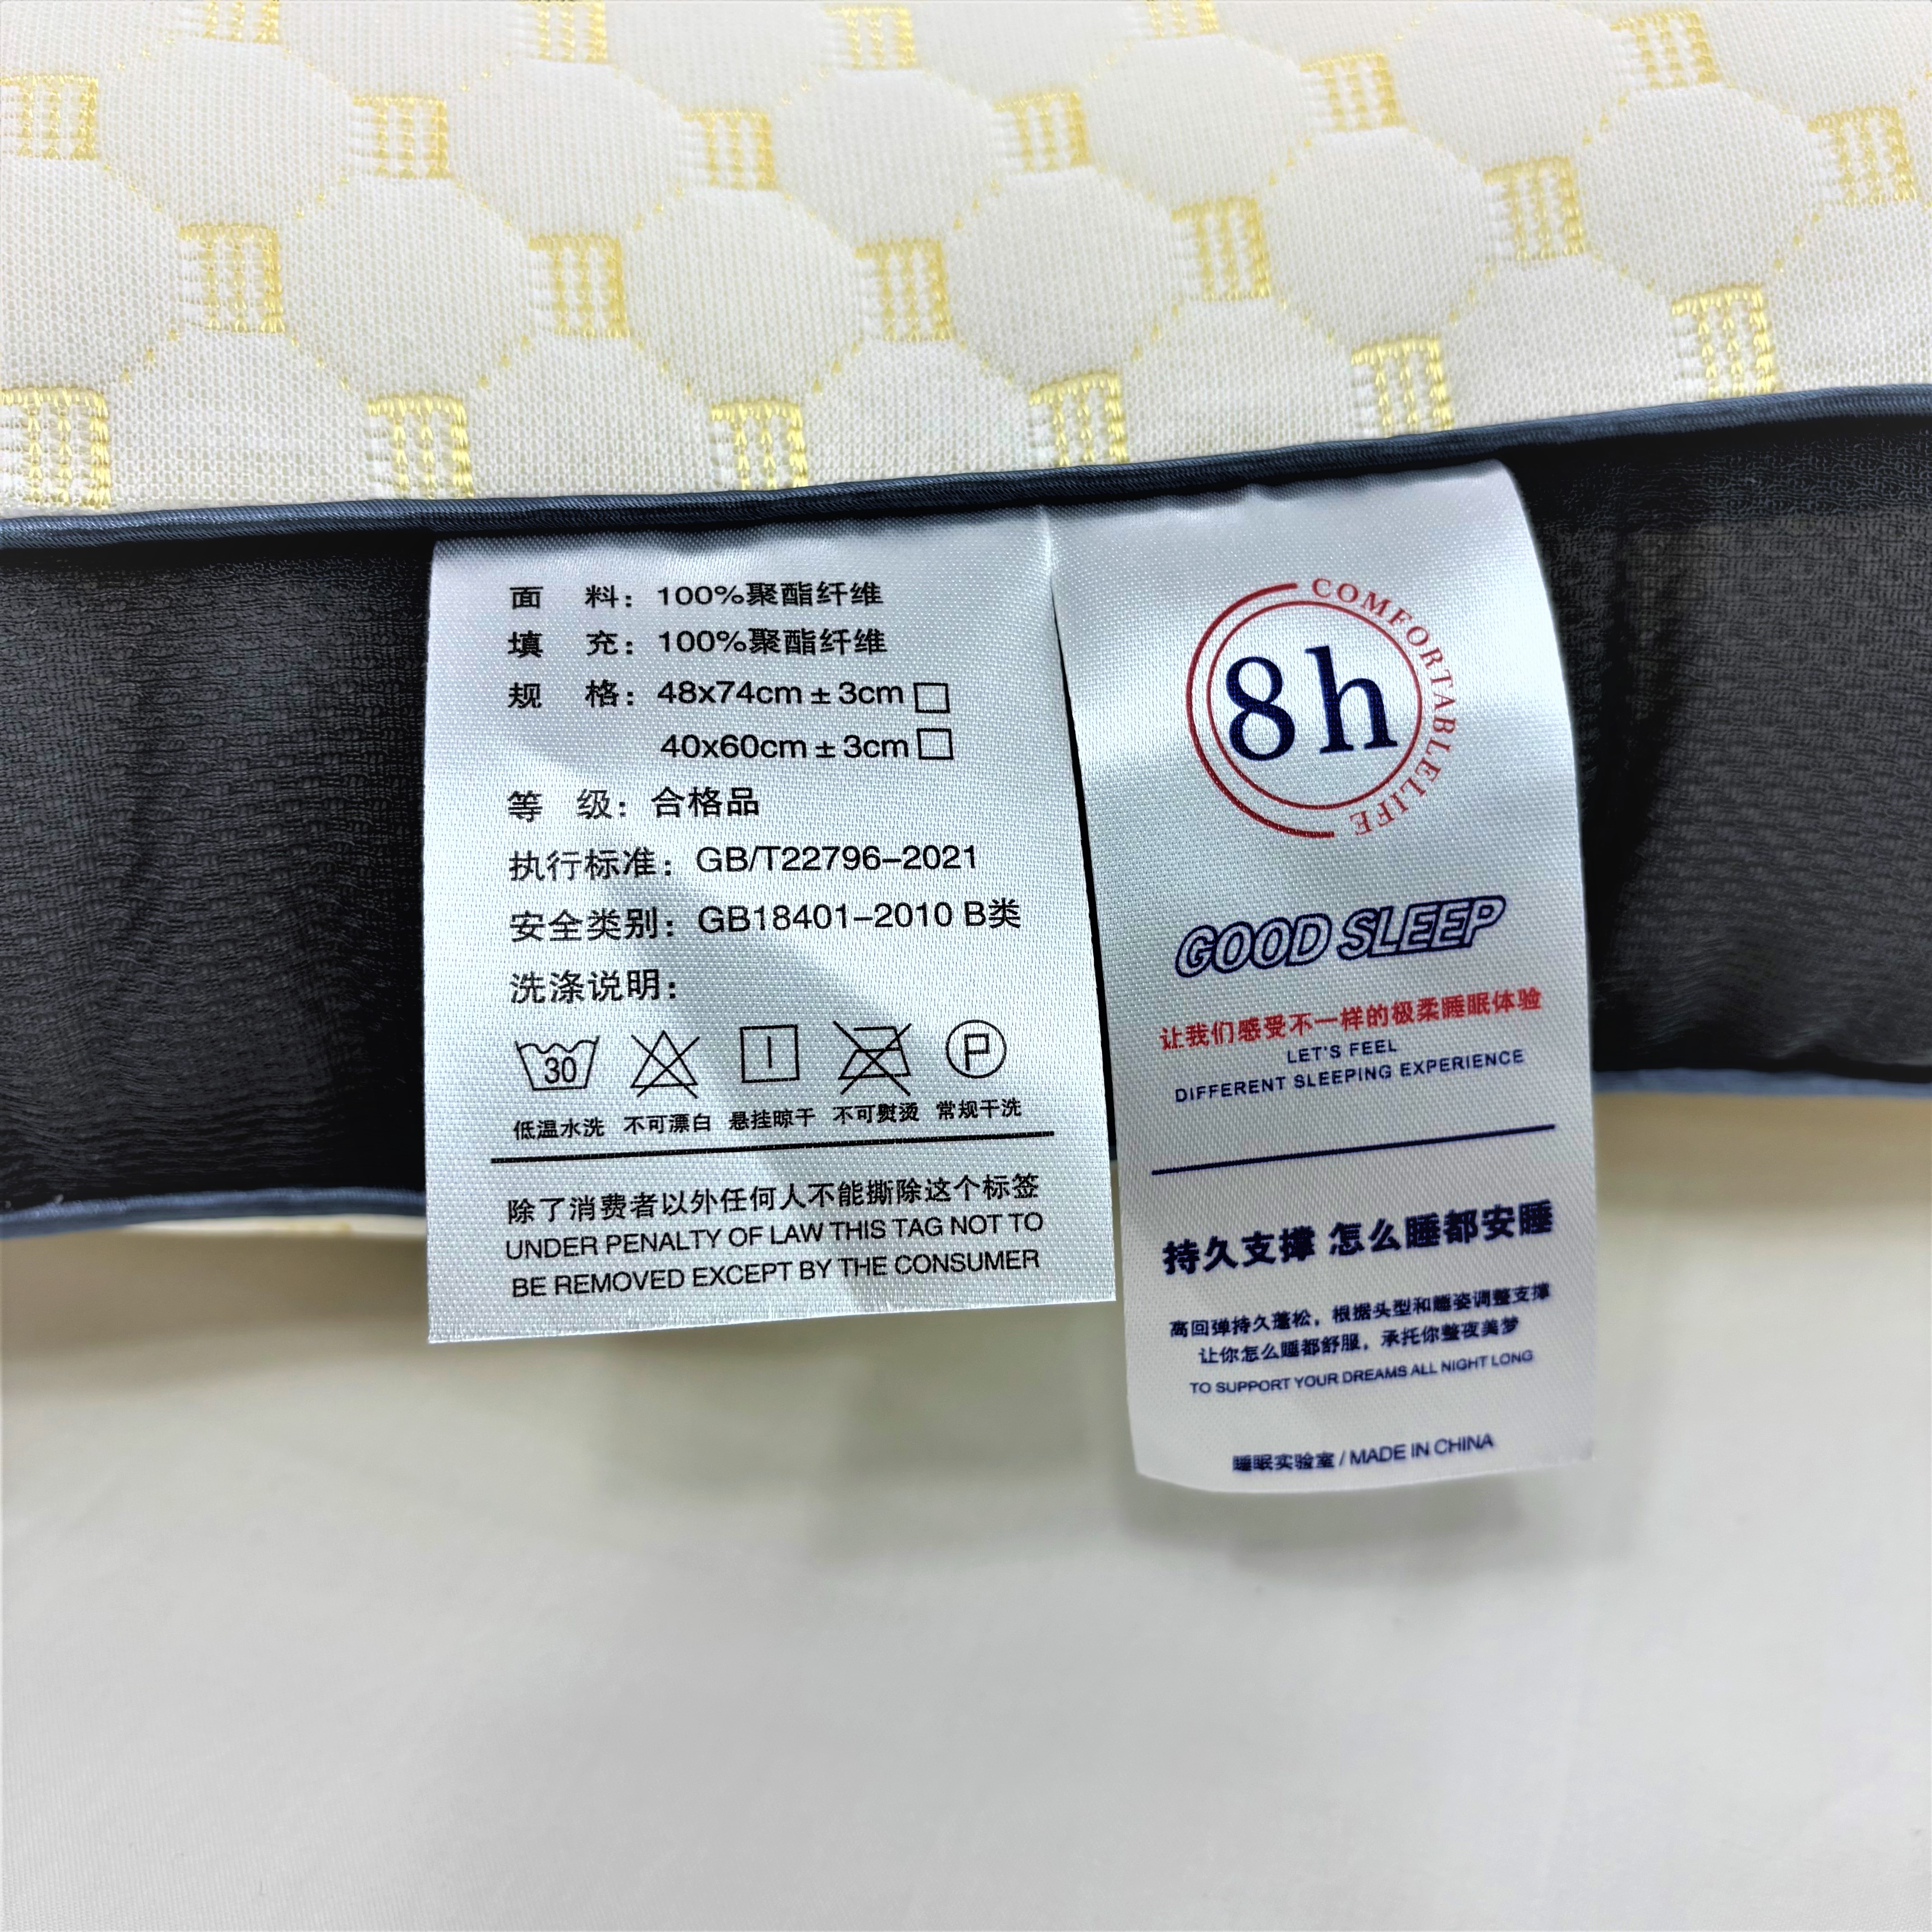 面 料：100%聚酯纤维
填 充：100%聚酯纤维
规 格：48x74cm±3cm□
40x60cm±3cm□
等 级：合格品
执行标准：GB/T22796-2021
安全类别：GB18401-2010 B类
洗涤说明：
30 P
低温水洗 不可漂白 悬挂晾干 不可熨烫 常规干洗
除了消费者以外任何人不能撕除这个标签
UNDER PENALTY OF LAW THIS TAG NOT TO
BE REMOVED EXCEPT BY THE CONSUMER
COMFORTABLELIFE
8h
GOOD SLEEP
让我们感受不一样的极柔睡眠体验
LET'S FEEL
DIFFERENT SLEEPING EXPERIENCE
持久支撑 怎么睡都安睡
高回弹持久蓬松，根据头型和睡姿调整支撑
让你怎么睡都舒服，承托你整夜美梦
TO SUPPORT YOUR DREAMS ALL NIGHT LONG
睡眠实验室 / MADE IN CHINA